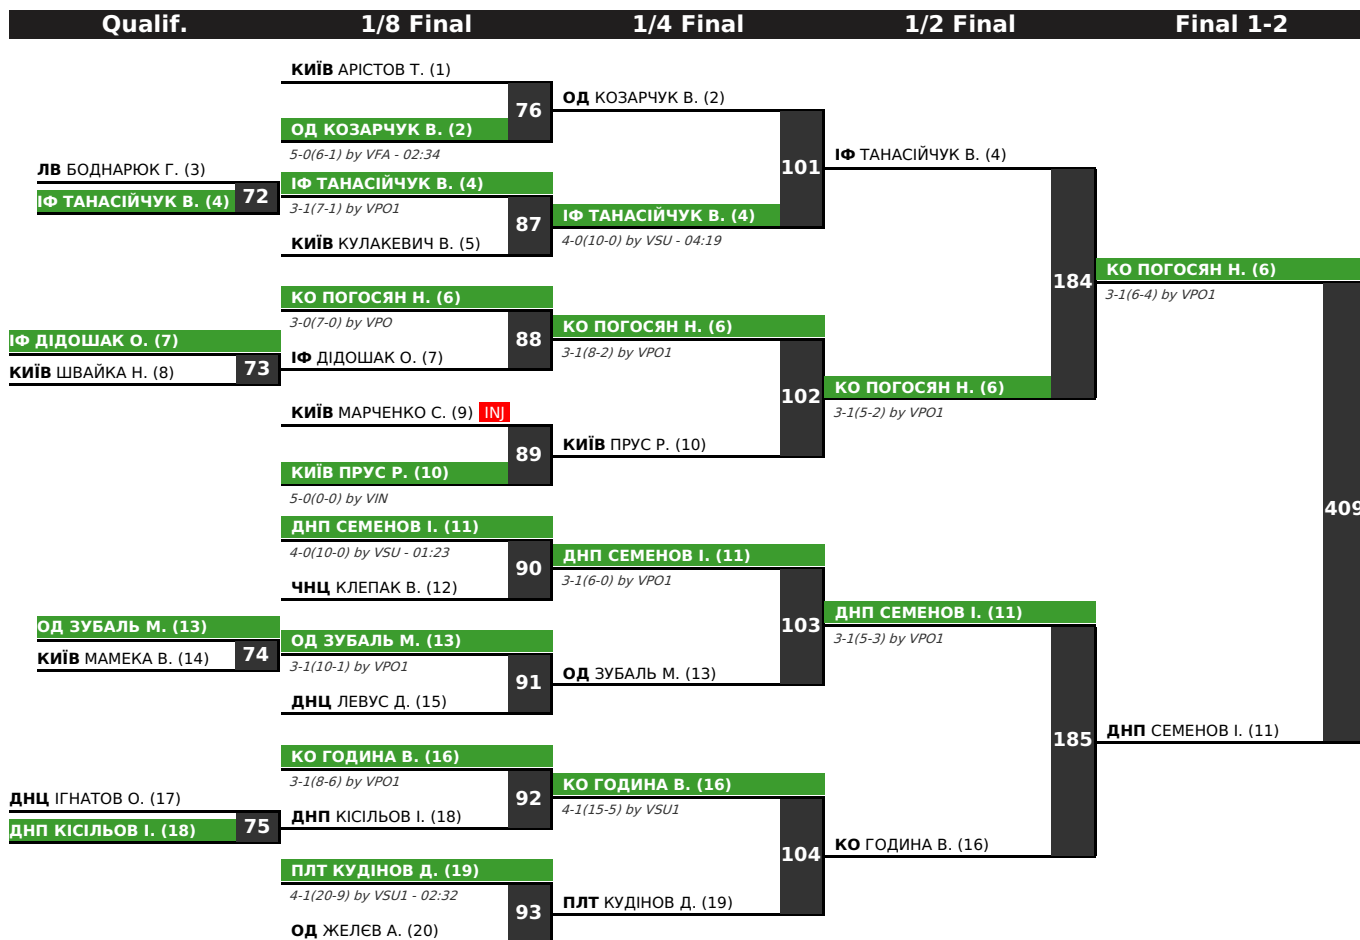 Qualif.
1/8 Final
1/4 Final
1/2 Final
Final 1-2
ЛВ БОДНАРЮК Г. (3)
ІФ ТАНАСІЙЧУК В. (4)
72
ІФ ДІДОШАК О. (7)
КИЇВ ШВАЙКА Н. (8)
73
ОД ЗУБАЛЬ М. (13)
КИЇВ МАМЕКА В. (14)
74
ДНЦ ІГНАТОВ О. (17)
ДНП КІСІЛЬОВ І. (18)
75
КИЇВ АРІСТОВ Т. (1)
76
ОД КОЗАРЧУК В. (2)
5-0(6-1) by VFA - 02:34
ІФ ТАНАСІЙЧУК В. (4)
3-1(7-1) by VPO1
87
КИЇВ КУЛАКЕВИЧ В. (5)
КО ПОГОСЯН Н. (6)
3-0(7-0) by VPO
88
ІФ ДІДОШАК О. (7)
КИЇВ МАРЧЕНКО С. (9) INJ
89
КИЇВ ПРУС Р. (10)
5-0(0-0) by VIN
ДНП СЕМЕНОВ І. (11)
4-0(10-0) by VSU - 01:23
90
ЧНЦ КЛЕПАК В. (12)
ОД ЗУБАЛЬ М. (13)
3-1(10-1) by VPO1
91
ДНЦ ЛЕВУС Д. (15)
КО ГОДИНА В. (16)
3-1(8-6) by VPO1
92
ДНП КІСІЛЬОВ І. (18)
ПЛТ КУДІНОВ Д. (19)
4-1(20-9) by VSU1 - 02:32
93
ОД ЖЕЛЄВ А. (20)
ОД КОЗАРЧУК В. (2)
101
ІФ ТАНАСІЙЧУК В. (4)
4-0(10-0) by VSU - 04:19
КО ПОГОСЯН Н. (6)
3-1(8-2) by VPO1
102
КИЇВ ПРУС Р. (10)
ДНП СЕМЕНОВ І. (11)
3-1(6-0) by VPO1
103
ОД ЗУБАЛЬ М. (13)
КО ГОДИНА В. (16)
4-1(15-5) by VSU1
104
ПЛТ КУДІНОВ Д. (19)
ІФ ТАНАСІЙЧУК В. (4)
184
КО ПОГОСЯН Н. (6)
3-1(5-2) by VPO1
ДНП СЕМЕНОВ І. (11)
3-1(5-3) by VPO1
185
КО ГОДИНА В. (16)
КО ПОГОСЯН Н. (6)
3-1(6-4) by VPO1
409
ДНП СЕМЕНОВ І. (11)